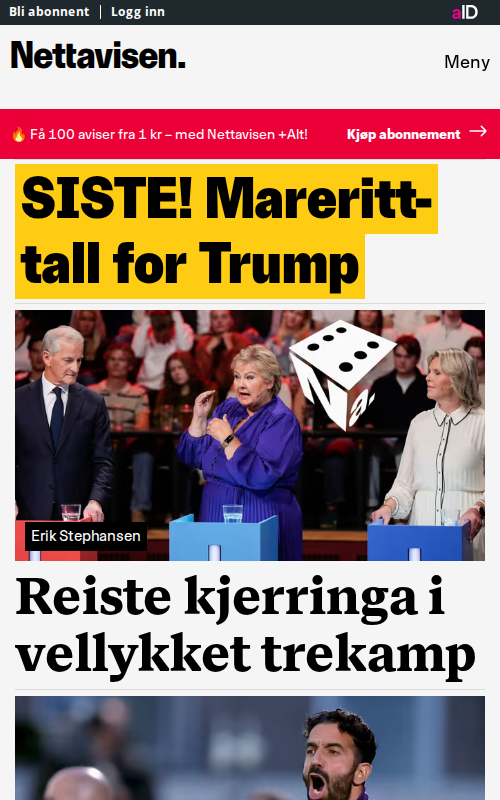 Bli abonnent
Logg inn
aID
Nettavisen.
Meny
🔥 Få 100 aviser fra 1 kr – med Nettavisen +Alt!
Kjøp abonnement →
SISTE! Mareritt-
tall for Trump
Na.
Erik Stephansen
Reiste kjerringa i
vellykket trekamp